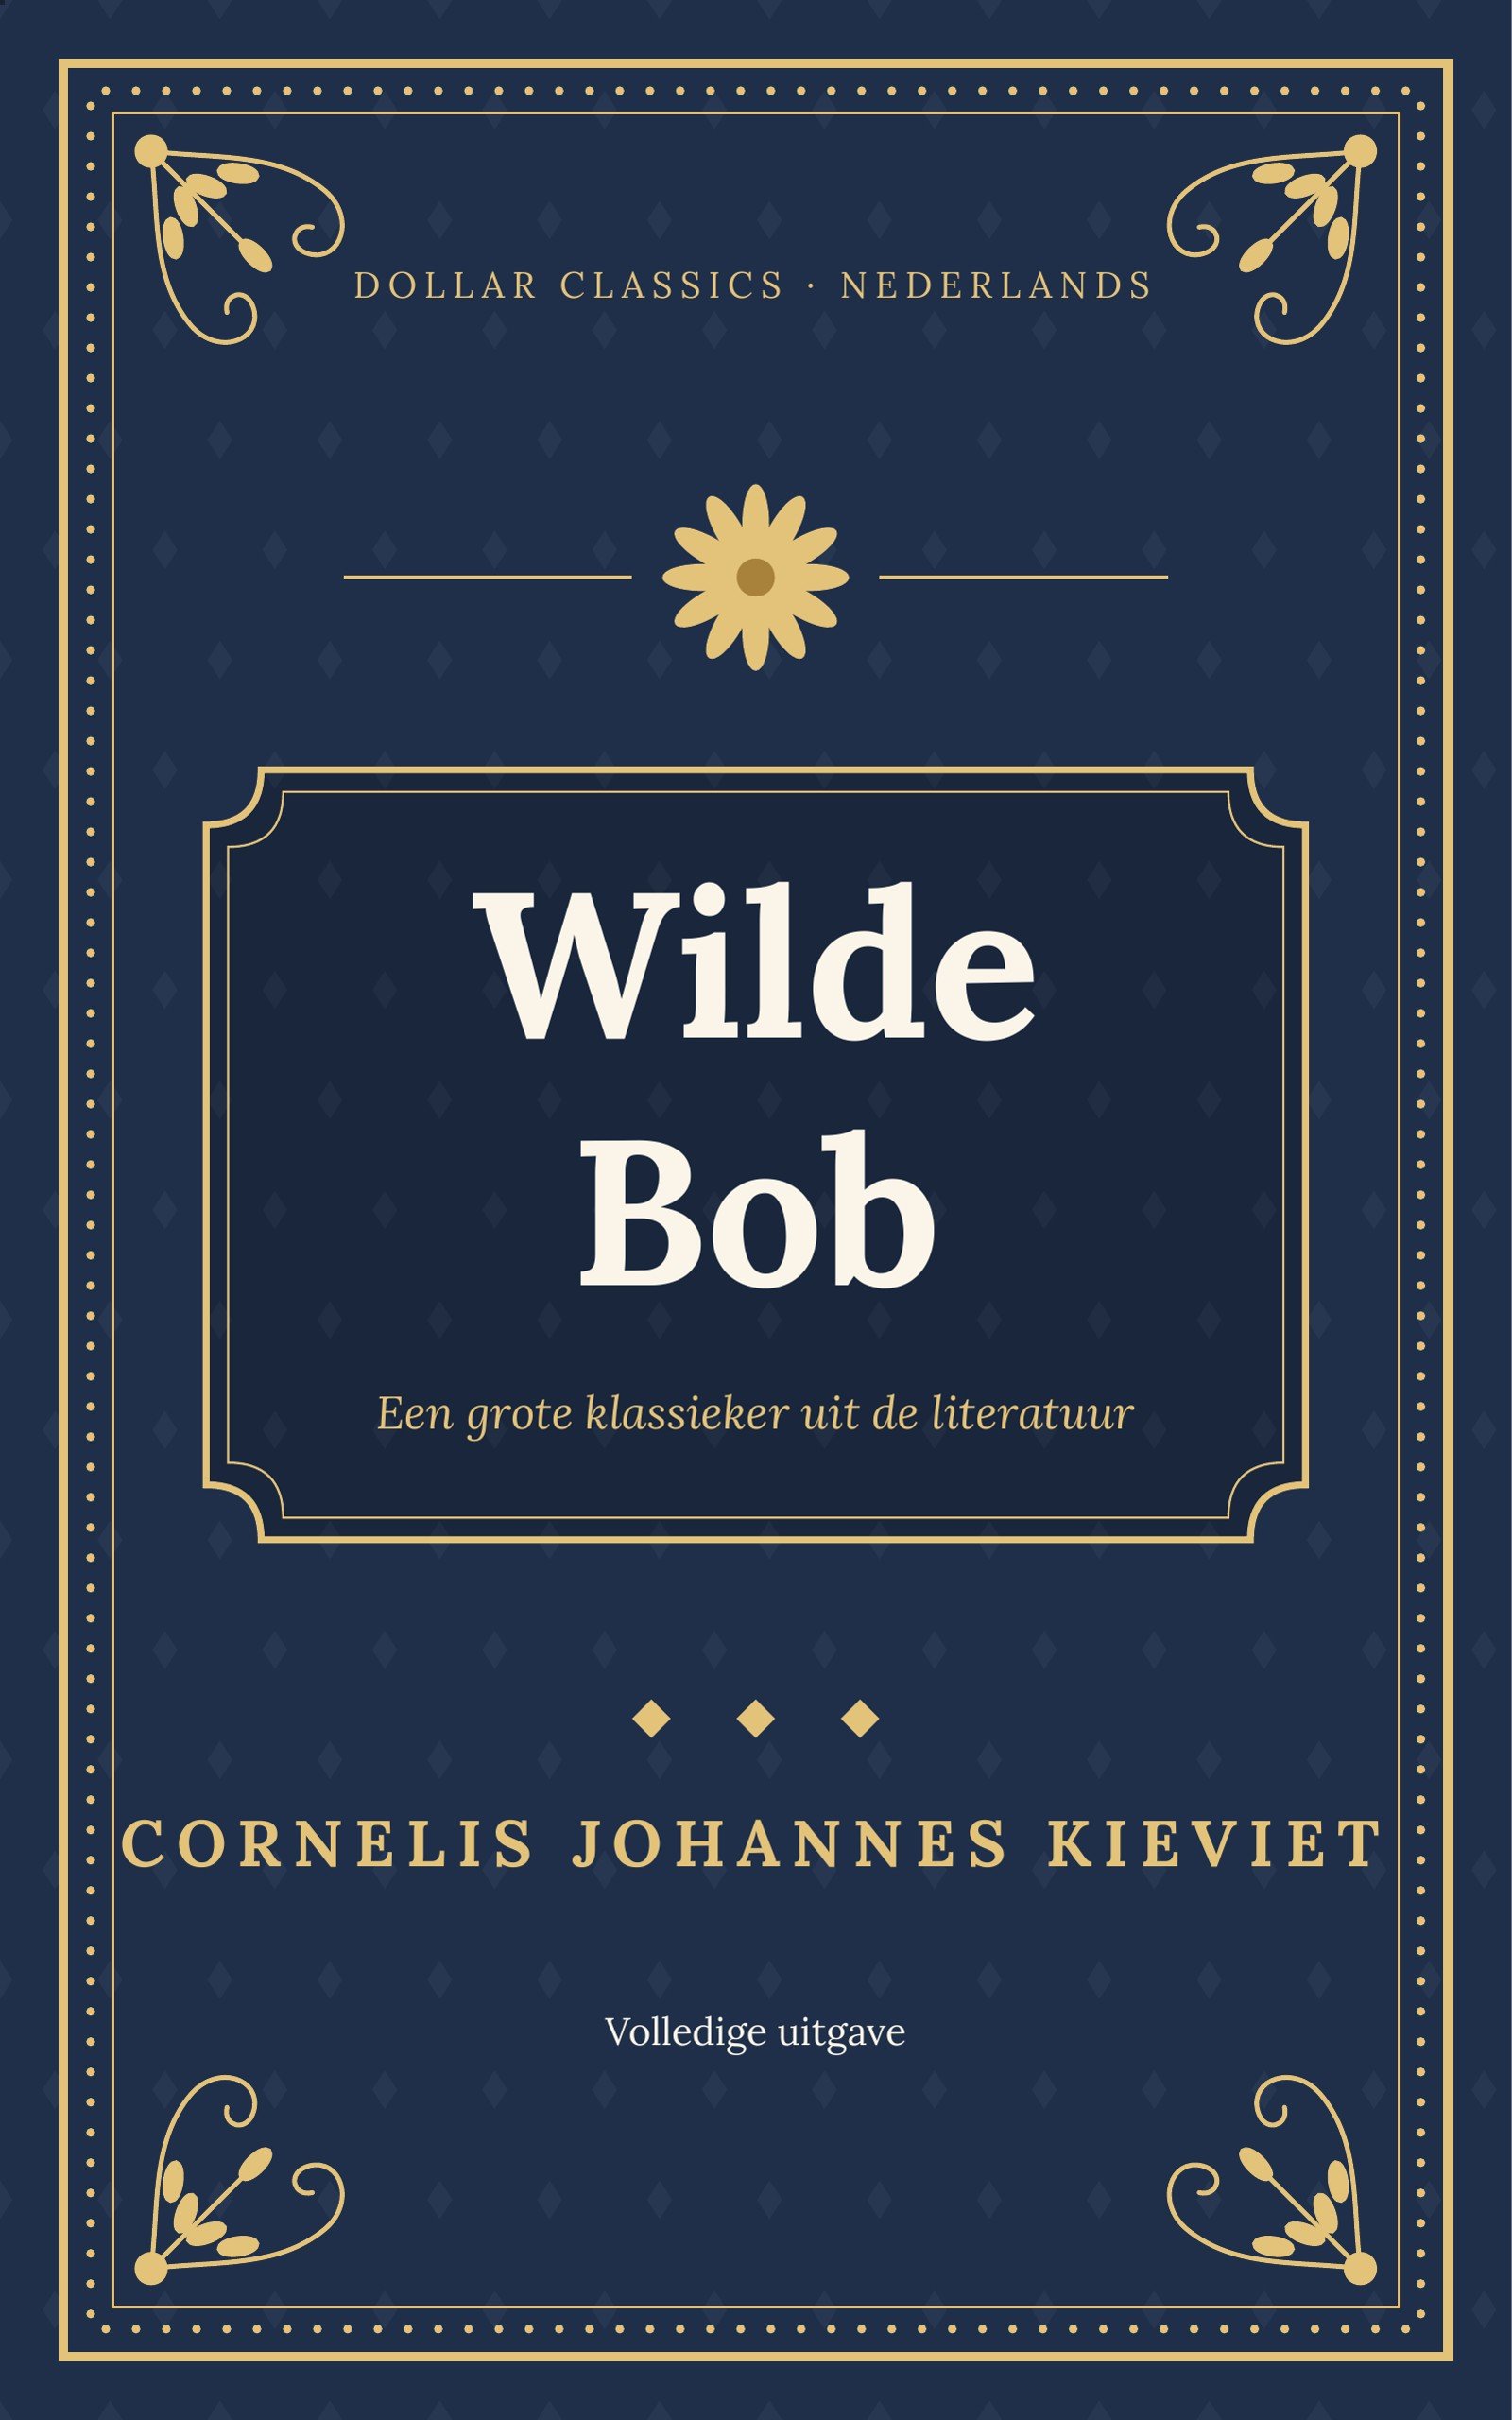 DOLLAR CLASSICS · NEDERLANDS
Wilde
Bob
Een grote klassieker uit de literatuur
CORNELIS JOHANNES KIEVIET
Volledige uitgave